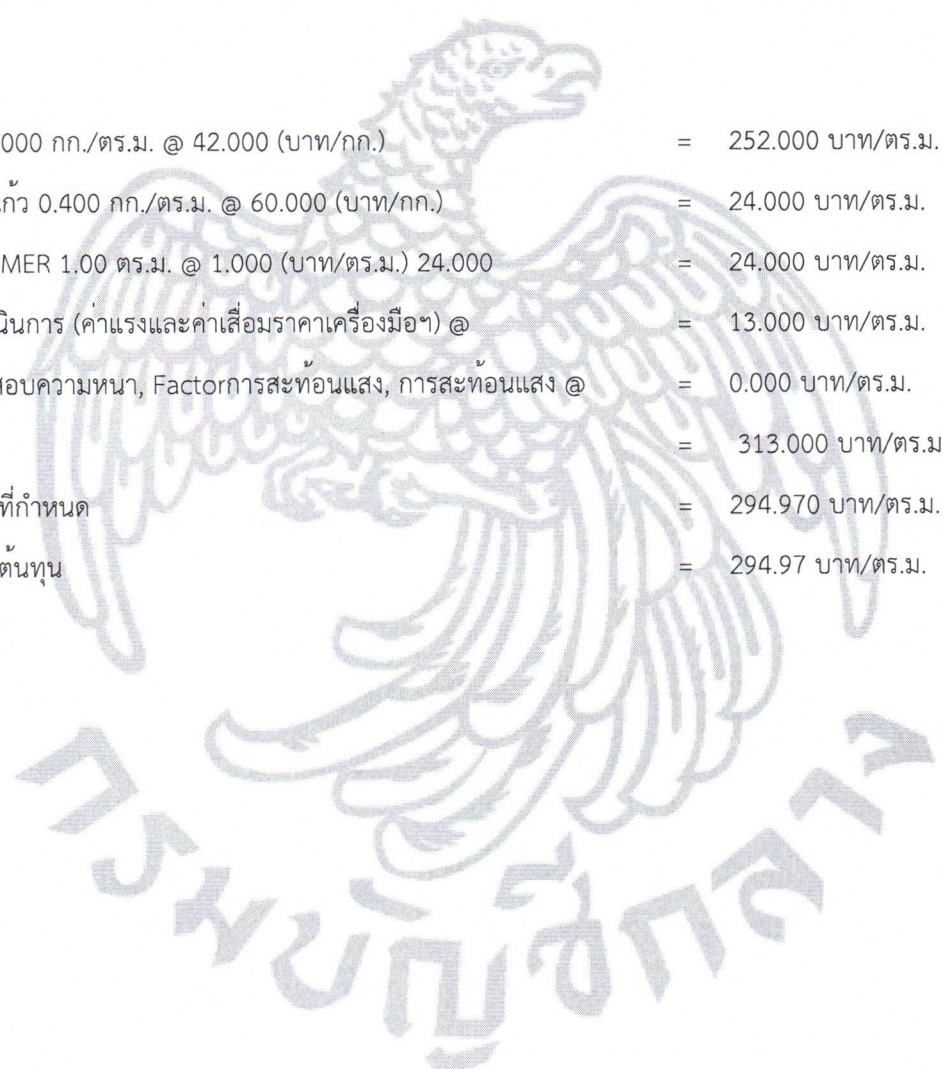 000 กก./ตร.ม. @ 42.000 (บาท/กก.) = 252.000 บาท/ตร.ม.
แก้ว 0.400 กก./ตร.ม. @ 60.000 (บาท/กก.) = 24.000 บาท/ตร.ม.
MER 1.00 ตร.ม. @ 1.000 (บาท/ตร.ม.) 24.000 = 24.000 บาท/ตร.ม.
นินการ (ค่าแรงและค่าเสื่อมราคาเครื่องมือฯ) @ = 13.000 บาท/ตร.ม.
สอบความหนา, Factorการสะท้อนแสง, การสะท้อนแสง @ = 0.000 บาท/ตร.ม.
= 313.000 บาท/ตร.ม
ที่กำหนด = 294.970 บาท/ตร.ม.
ต้นทุน = 294.97 บาท/ตร.ม.
กรมบัญชีกลาง